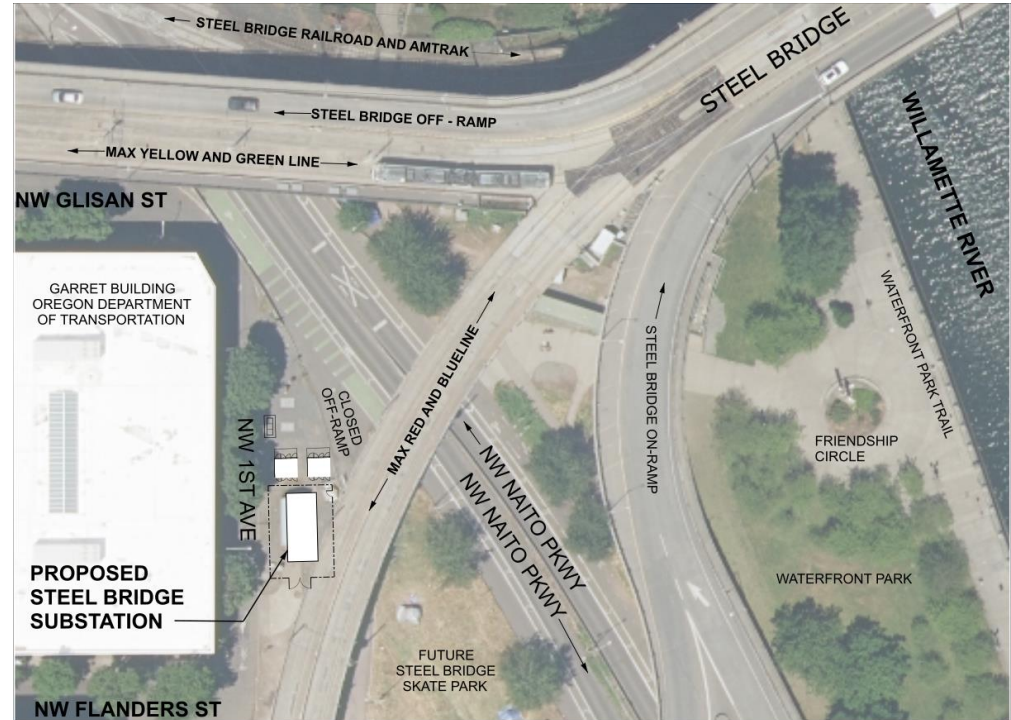 STEEL BRIDGE RAILROAD AND AMTRAK
STEEL BRIDGE
STEEL BRIDGE OFF - RAMP
MAX YELLOW AND GREEN LINE
WILLAMETTE RIVER
NW GLISAN ST
GARRET BUILDING
OREGON DEPARTMENT
OF TRANSPORTATION
WATERFRONT PARK TRAIL
STEEL BRIDGE ON-RAMP
MAX RED AND BLUELINE
CLOSED
OFF-RAMP
NW 1ST AVE
FRIENDSHIP
CIRCLE
NW NAITO PKWY
NW NAITO PKWY
PROPOSED
STEEL BRIDGE
SUBSTATION
WATERFRONT PARK
FUTURE
STEEL BRIDGE
SKATE PARK
NW FLANDERS ST